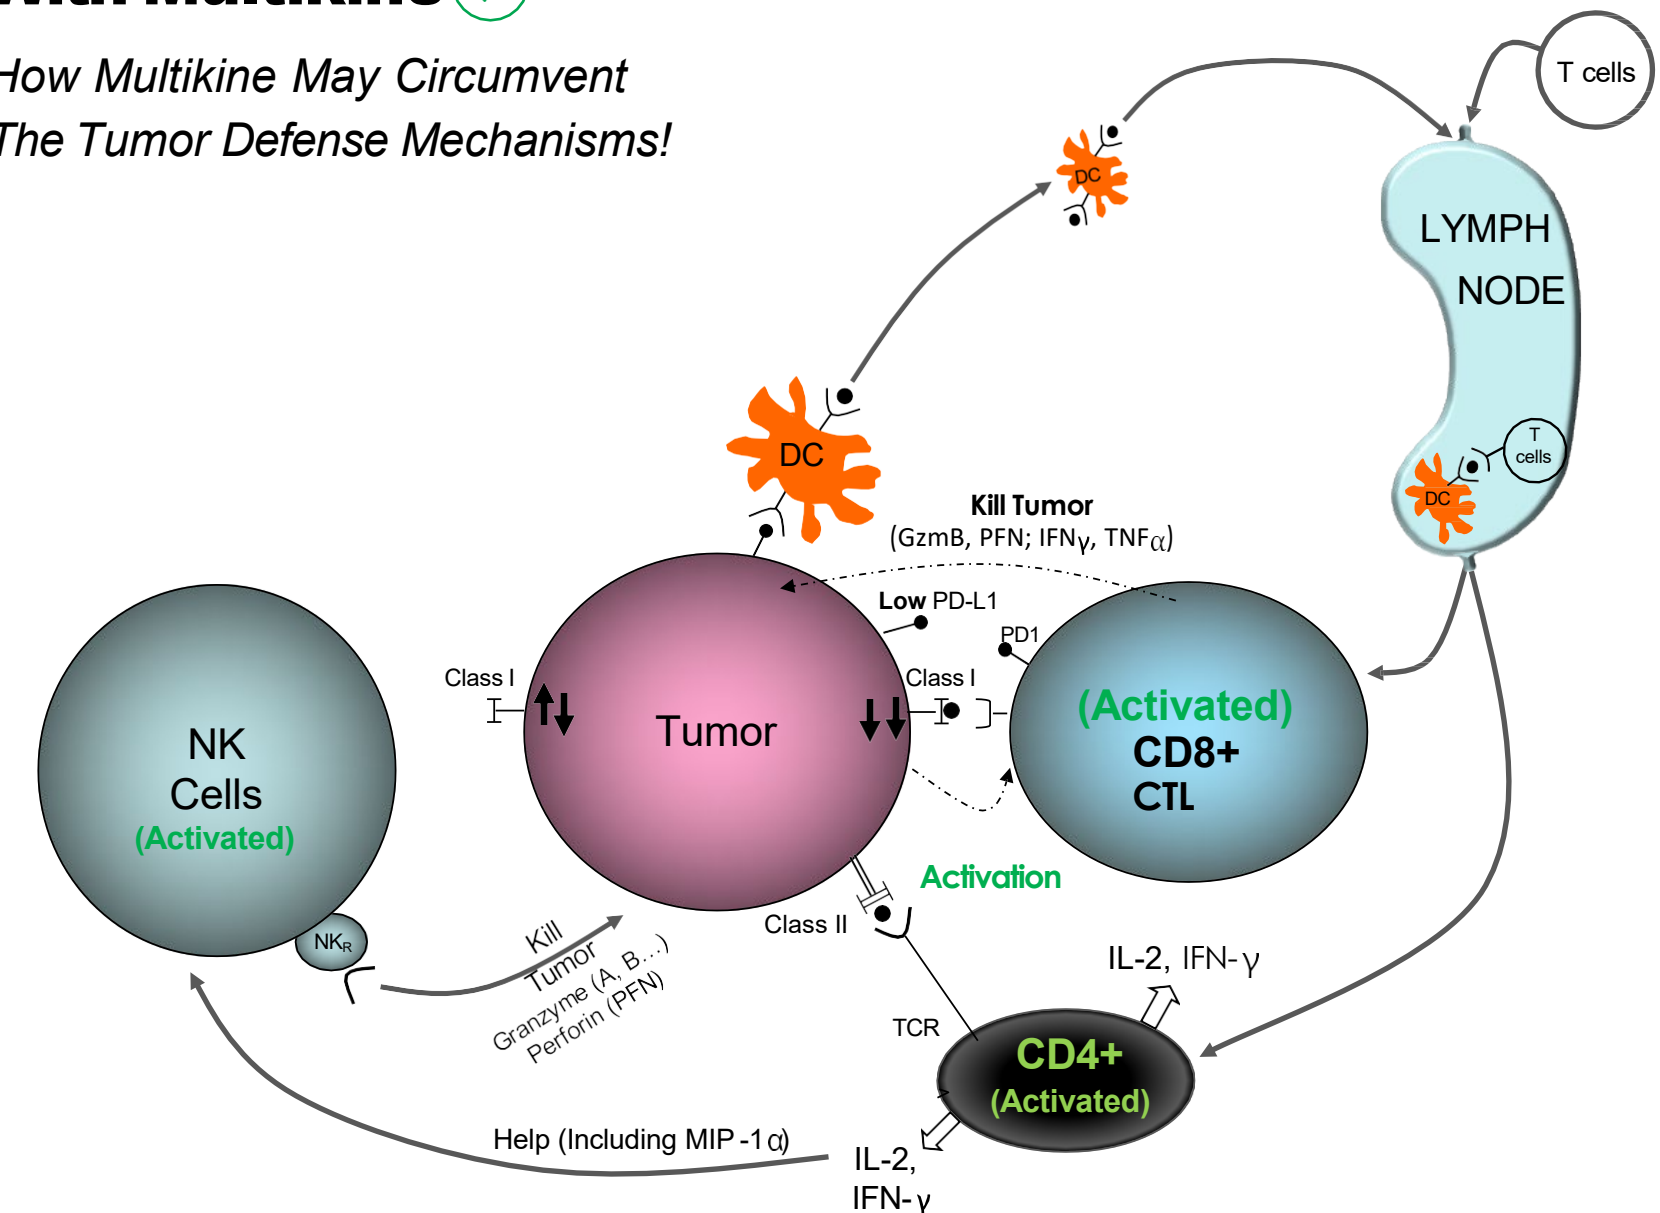 with Multikine
How Multikine May Circumvent
The Tumor Defense Mechanisms!
T cells
DC
LYMPH
NODE
DC
T
cells
DC
Kill Tumor
(GzmB, PFN; IFNγ, TNFα)
Low PD-L1
PD1
Class I
Class I
Tumor
(Activated)
CD8+
CTL
NK
Cells
(Activated)
NKR
Activation
Class II
Kill
Tumor
Granzyme (A, B...)
Perforin (PFN)
IL-2, IFN-γ
TCR
CD4+
(Activated)
Help (Including MIP-1α)
IL-2,
IFN-γ